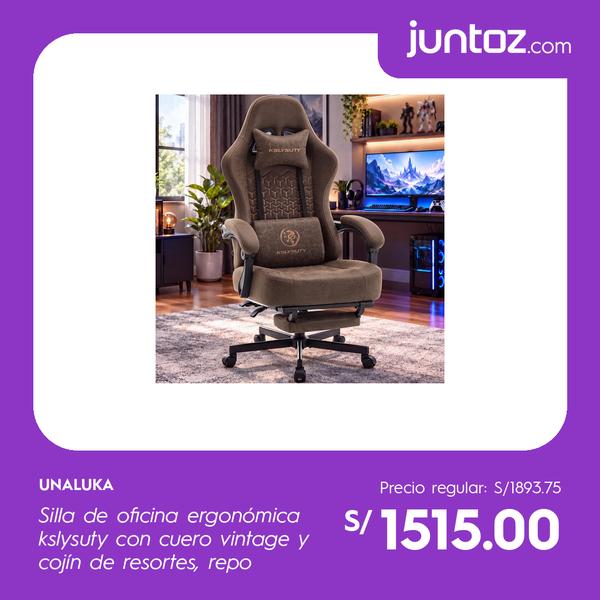 juntoz.com
KSLYSUTY
KSLYSUTY
UNALUKA
Silla de oficina ergonómica
kslysuty con cuero vintage y
cojín de resortes, repo
Precio regular: S/1893.75
S/ 1515.00